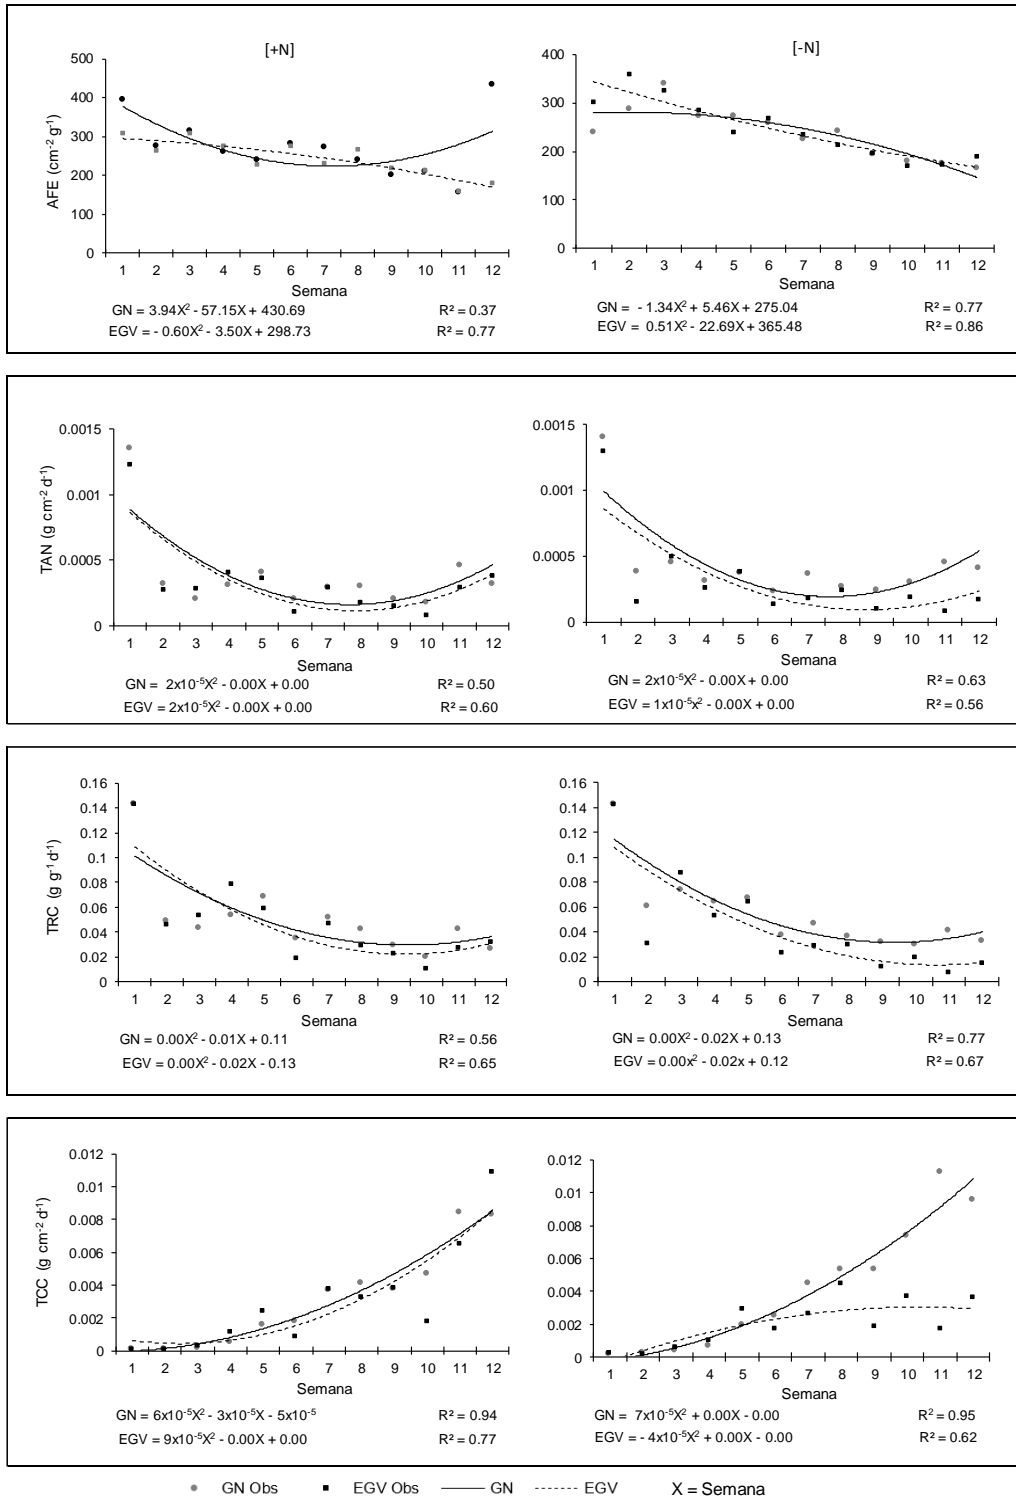 [+N]
[-N]
AFE (cm⁻² g⁻¹)
500
400
300
200
100
0
1 2 3 4 5 6 7 8 9 10 11 12
Semana
GN = 3.94X² - 57.15X + 430.69 R² = 0.37
EGV = - 0.60X² - 3.50X + 298.73 R² = 0.77
400
300
200
100
0
1 2 3 4 5 6 7 8 9 10 11 12
Semana
GN = - 1.34X² + 5.46X + 275.04 R² = 0.77
EGV = 0.51X² - 22.69X + 365.48 R² = 0.86
TAN (g cm⁻² d⁻¹)
0.0015
0.001
0.0005
0
1 2 3 4 5 6 7 8 9 10 11 12
Semana
GN = 2x10⁻⁵X² - 0.00X + 0.00 R² = 0.50
EGV = 2x10⁻⁵X² - 0.00X + 0.00 R² = 0.60
0.0015
0.001
0.0005
0
1 2 3 4 5 6 7 8 9 10 11 12
Semana
GN = 2x10⁻⁵X² - 0.00X + 0.00 R² = 0.63
EGV = 1x10⁻⁵x² - 0.00X + 0.00 R² = 0.56
TRC (g g⁻¹ d⁻¹)
0.16
0.14
0.12
0.1
0.08
0.06
0.04
0.02
0
1 2 3 4 5 6 7 8 9 10 11 12
Semana
GN = 0.00X² - 0.01X + 0.11 R² = 0.56
EGV = 0.00X² - 0.02X - 0.13 R² = 0.65
0.16
0.14
0.12
0.1
0.08
0.06
0.04
0.02
0
1 2 3 4 5 6 7 8 9 10 11 12
Semana
GN = 0.00X² - 0.02X + 0.13 R² = 0.77
EGV = 0.00x² - 0.02x + 0.12 R² = 0.67
TCC (g cm⁻² d⁻¹)
0.012
0.01
0.008
0.006
0.004
0.002
0
1 2 3 4 5 6 7 8 9 10 11 12
Semana
GN = 6x10⁻⁵X² - 3x10⁻⁵X - 5x10⁻⁵ R² = 0.94
EGV = 9x10⁻⁵X² - 0.00X + 0.00 R² = 0.77
0.012
0.01
0.008
0.006
0.004
0.002
0
1 2 3 4 5 6 7 8 9 10 11 12
Semana
GN = 7x10⁻⁵X² + 0.00X - 0.00 R² = 0.95
EGV = - 4x10⁻⁵X² + 0.00X - 0.00 R² = 0.62
GN Obs EGV Obs GN EGV X = Semana